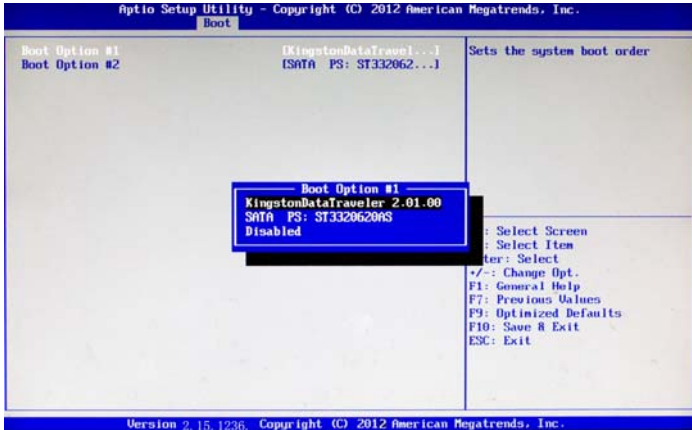 Aptio Setup Utility - Copyright (C) 2012 American Megatrends, Inc.
Boot
Boot Option #1 [KingstonDataTravel...]
Boot Option #2 [SATA PS: ST332062...]
Sets the system boot order
Boot Option #1
KingstonDataTraveler 2.01.00
SATA PS: ST3320620AS
Disabled
: Select Screen
: Select Item
ter: Select
+/-: Change Opt.
F1: General Help
F7: Previous Values
F9: Optimized Defaults
F10: Save & Exit
ESC: Exit
Version 2.15.1236. Copyright (C) 2012 American Megatrends, Inc.